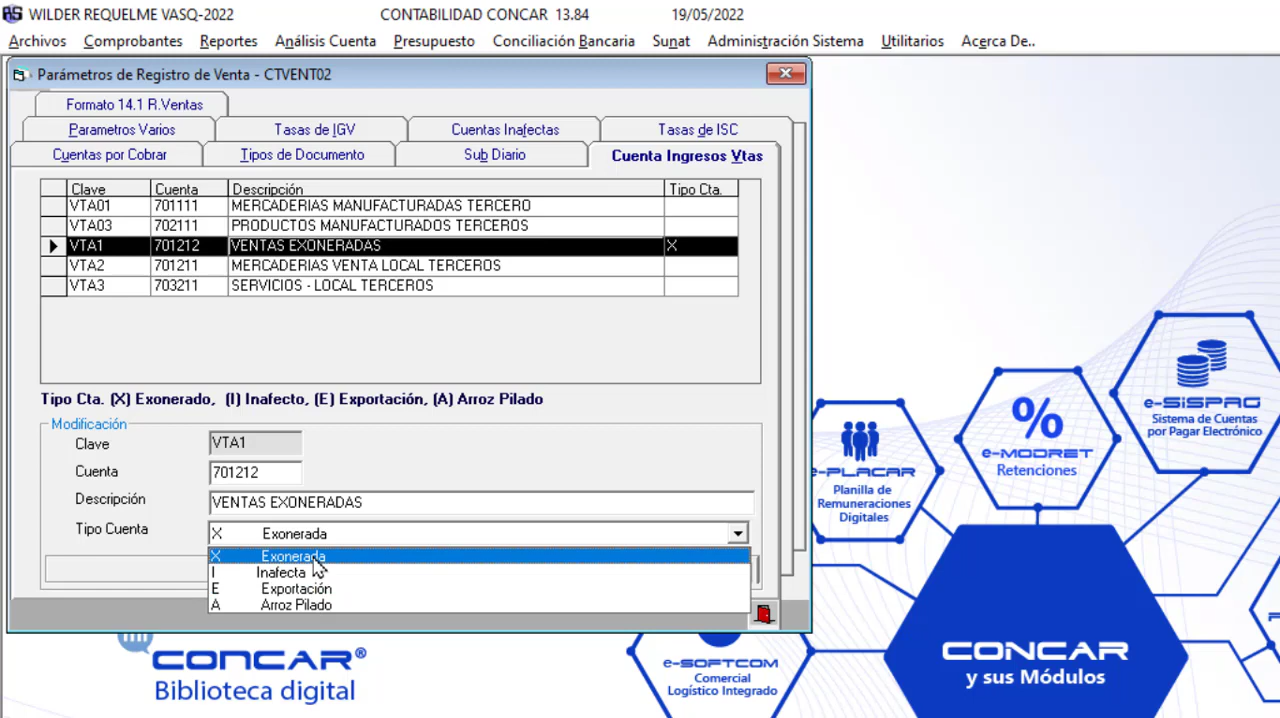 WILDER REQUELME VASQ-2022 CONTABILIDAD CONCAR 13.84 19/05/2022
Archivos Comprobantes Reportes Análisis Cuenta Presupuesto Conciliación Bancaria Sunat Administración Sistema Utilitarios Acerca De..
Parámetros de Registro de Venta - CTVENT02
Formato 14.1 R.Ventas
Parametros Varios Tasas de IGV Cuentas Inafectas Tasas de ISC
Cuentas por Cobrar Tipos de Documento Sub Diario Cuenta Ingresos Vtas
Clave Cuenta Descripción Tipo Cta.
VTA01 701111 MERCADERIAS MANUFACTURADAS TERCERO
VTA03 702111 PRODUCTOS MANUFACTURADOS TERCEROS
VTA1 701212 VENTAS EXONERADAS X
VTA2 701211 MERCADERIAS VENTA LOCAL TERCEROS
VTA3 703211 SERVICIOS - LOCAL TERCEROS
Tipo Cta. (X) Exonerado, (I) Inafecto, (E) Exportación, (A) Arroz Pilado
Modificación
Clave VTA1
Cuenta 701212
Descripción VENTAS EXONERADAS
Tipo Cuenta X Exonerada
X Exonerada
I Inafecta
E Exportación
A Arroz Pilado
CONCAR®
Biblioteca digital
e-PLACAR
Planilla de
Remuneraciones
Digitales
%
e-MODRET
Retenciones
e-SISPAG
Sistema de Cuentas
por Pagar Electrónico
e-SOFTCOM
Comercial
Logístico Integrado
CONCAR
y sus Módulos